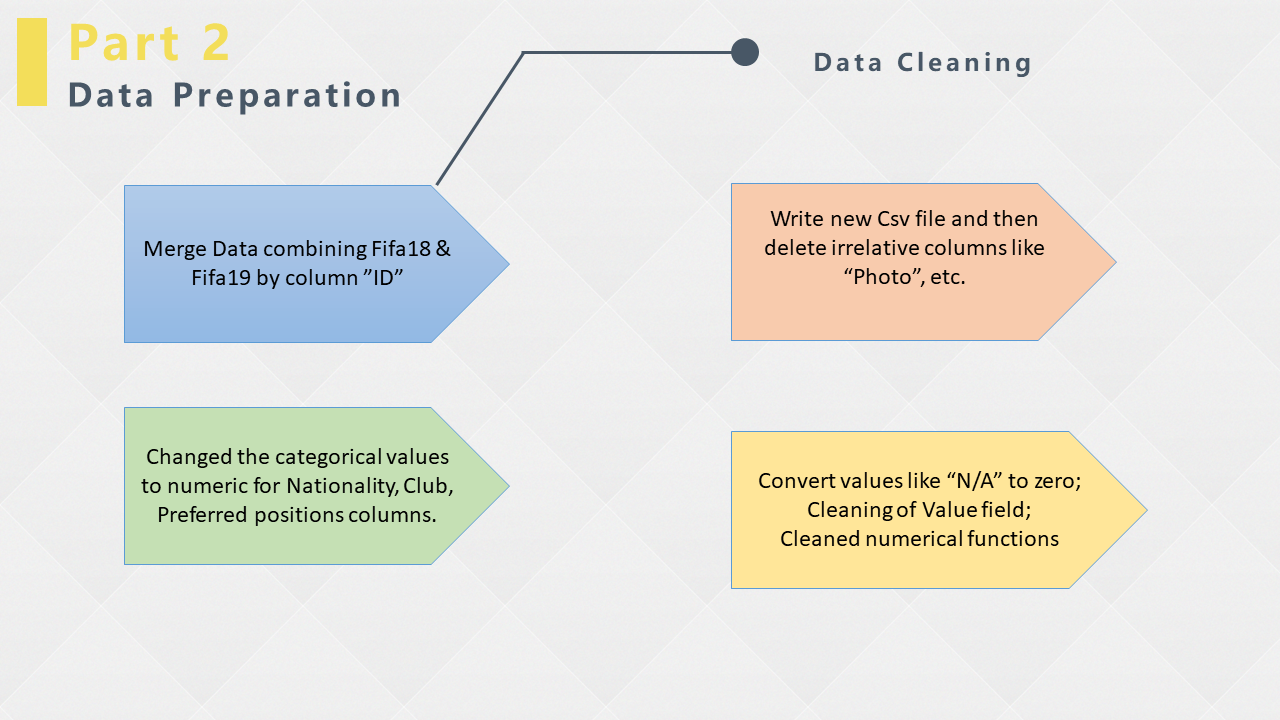 Part 2
Data Preparation
Data Cleaning
Merge Data combining Fifa18 &
Fifa19 by column ”ID”
Write new Csv file and then
delete irrelative columns like
“Photo”, etc.
Changed the categorical values
to numeric for Nationality, Club,
Preferred positions columns.
Convert values like “N/A” to zero;
Cleaning of Value field;
Cleaned numerical functions